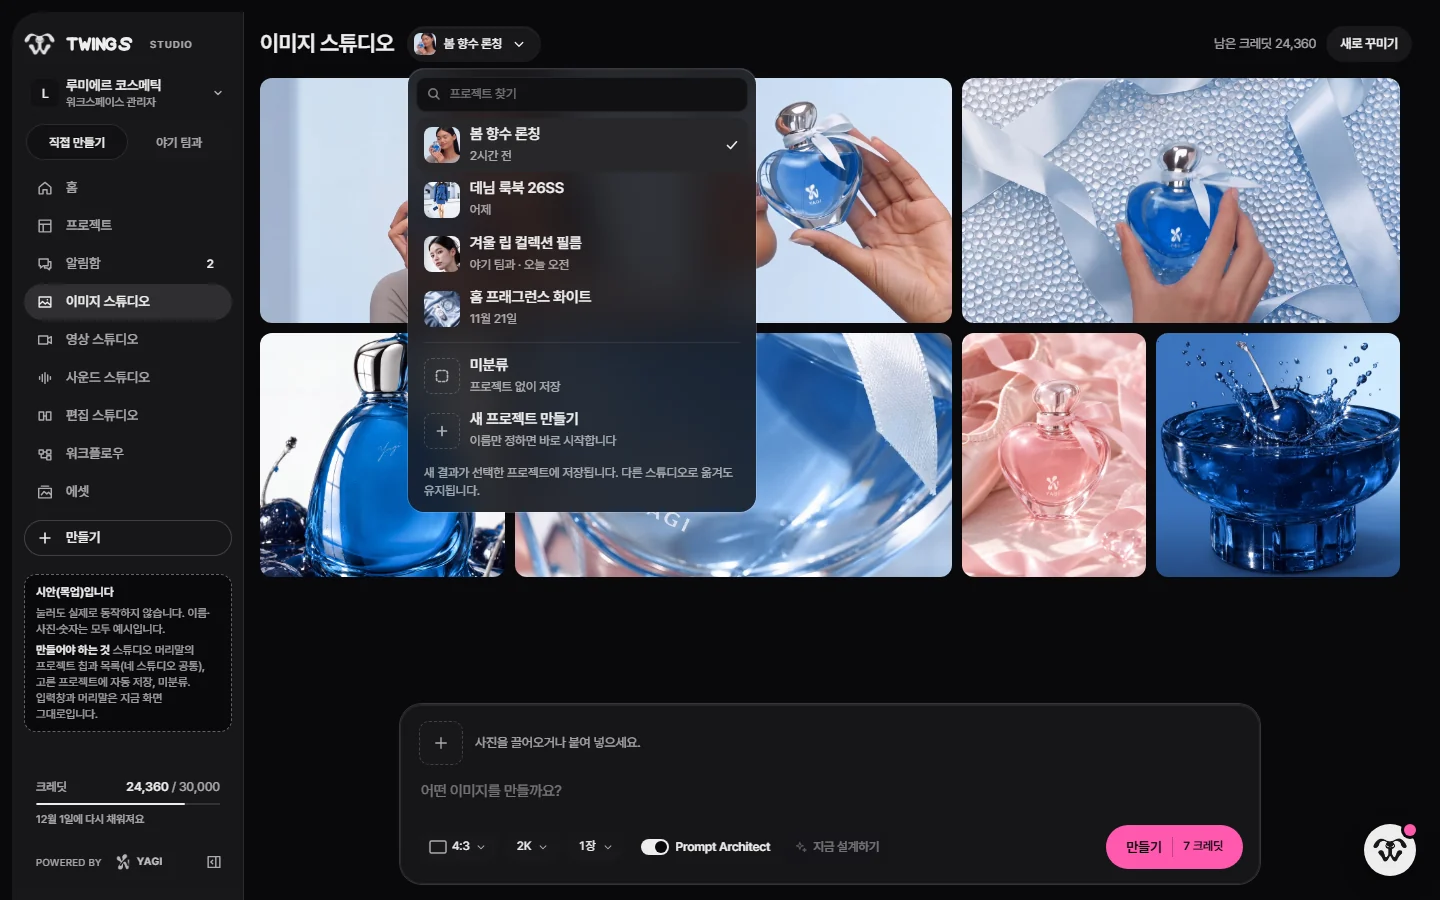 TWINGS STUDIO
루미에르 코스메틱
L
워크스페이스 관리자
직접 만들기 야기 팀과
홈
프로젝트
알림함 2
이미지 스튜디오
영상 스튜디오
사운드 스튜디오
편집 스튜디오
워크플로우
에셋
만들기
시안(목업)입니다
눌러도 실제로 동작하지 않습니다. 이름·
사진·숫자는 모두 예시입니다.
만들어야 하는 것 스튜디오 머리말의
프로젝트 칩과 목록(네 스튜디오 공통),
고른 프로젝트에 자동 저장, 미분류.
입력창과 머리말은 지금 화면
그대로입니다.
크레딧 24,360 / 30,000
12월 1일에 다시 채워져요
POWERED BY YAGI
이미지 스튜디오 봄 향수 론칭
남은 크레딧 24,360 새로 꾸미기
프로젝트 찾기
봄 향수 론칭
2시간 전
데님 룩북 26SS
어제
겨울 립 컬렉션 필름
야기 팀과 · 오늘 오전
홈 프래그런스 화이트
11월 21일
미분류
프로젝트 없이 저장
새 프로젝트 만들기
이름만 정하면 바로 시작합니다
새 결과가 선택한 프로젝트에 저장됩니다. 다른 스튜디오로 옮겨도
유지됩니다.
YAGI
YAGI
YAGI
사진을 끌어오거나 붙여 넣으세요.
어떤 이미지를 만들까요?
4:3 2K 1장 Prompt Architect 지금 설계하기
만들기 7 크레딧